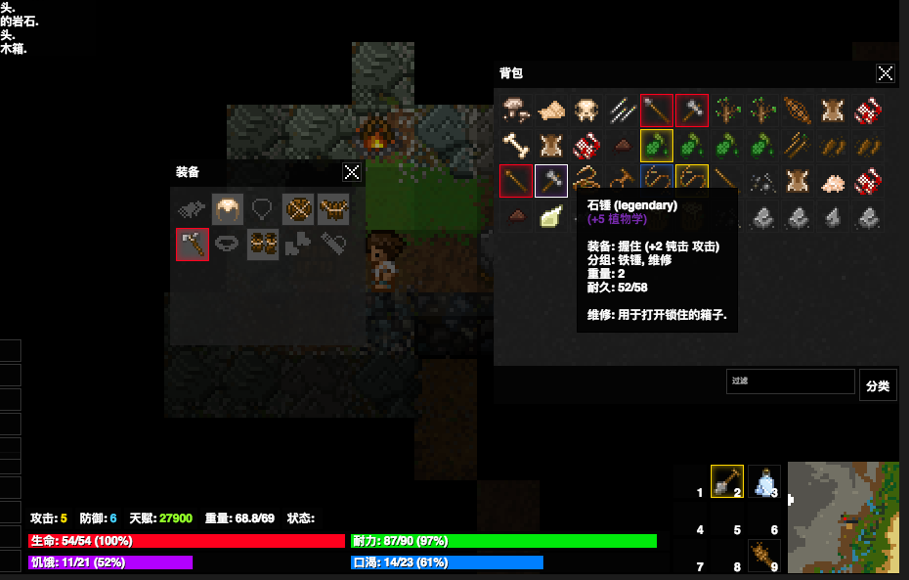 头.
的岩石.
头.
木箱.
背包
装备
石锤 (legendary)
(+5 植物学)
装备: 握住 (+2 钝击 攻击)
分组: 铁锤, 维修
重量: 2
耐久: 52/58
维修: 用于打开锁住的箱子.
过滤
分类
攻击: 5 防御: 6 天赋: 27900 重量: 68.8/69 状态:
生命: 54/54 (100%)
耐力: 87/90 (97%)
饥饿: 11/21 (52%)
口渴: 14/23 (61%)
1 2 3
4 5 6
7 8 9